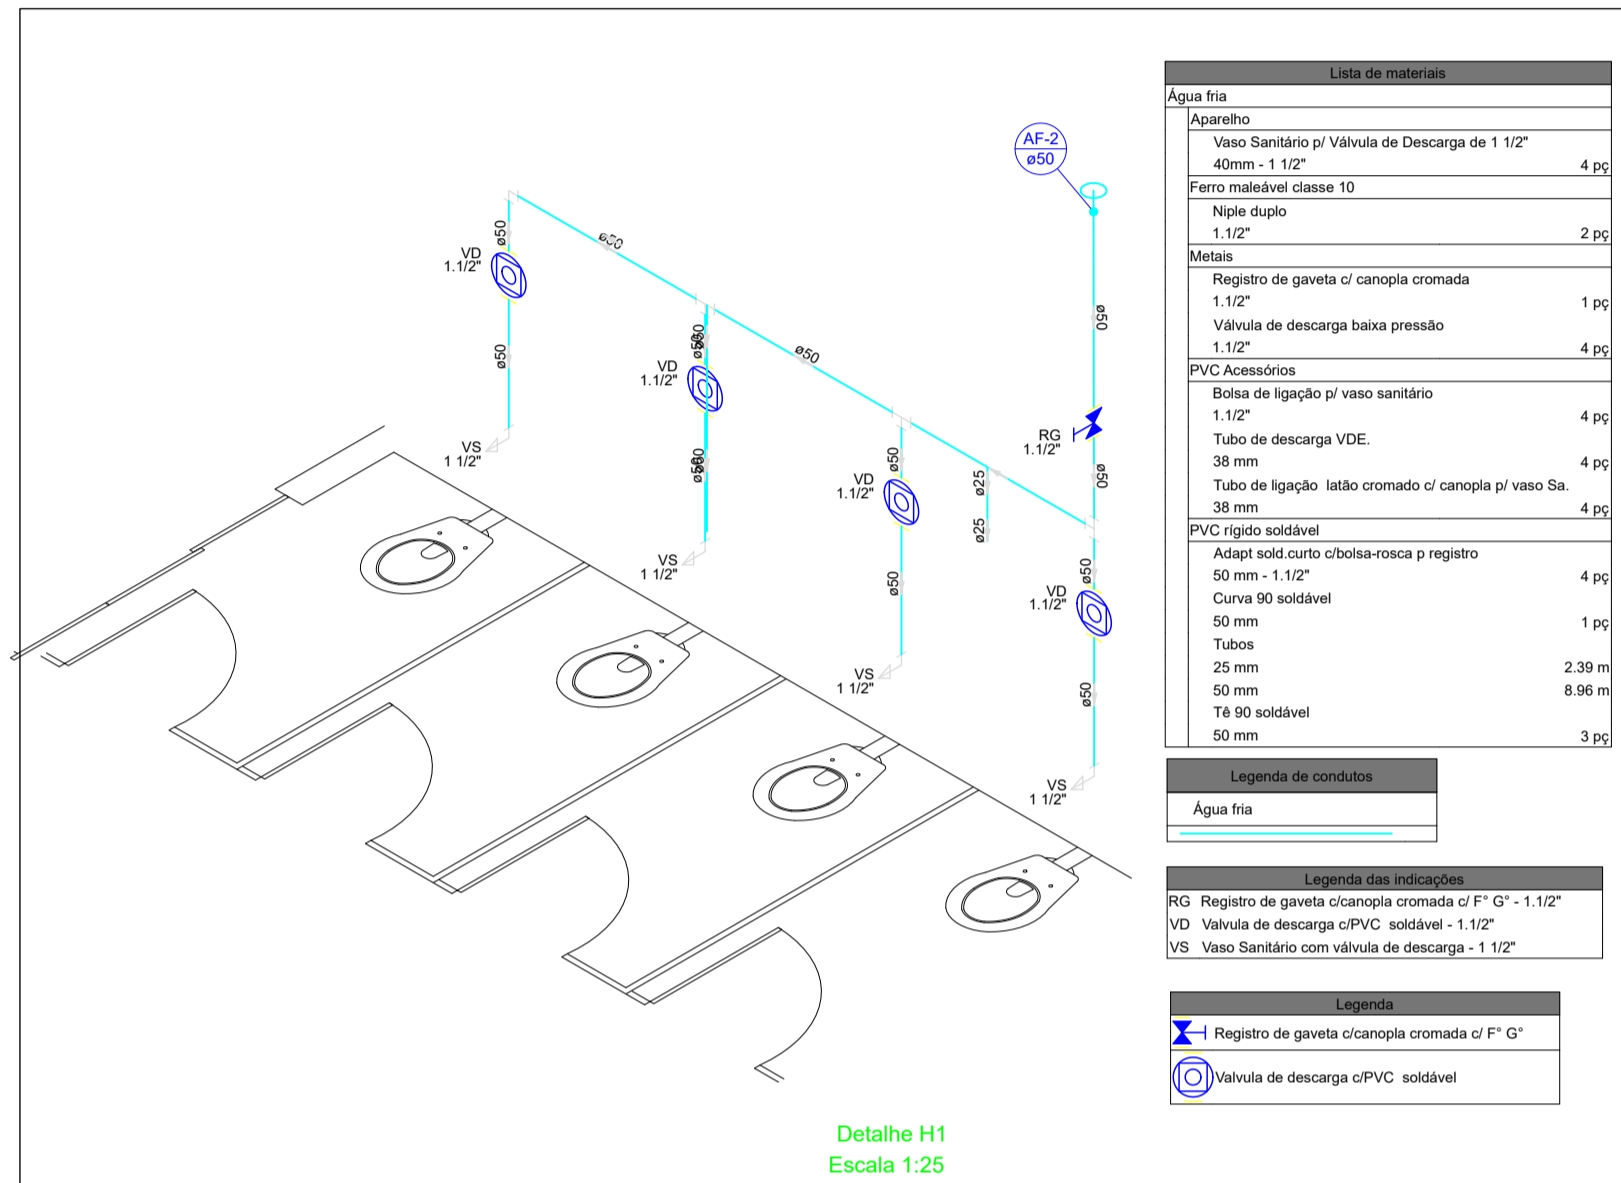 AF-2
ø50
ø50
ø50
VD
1.1/2"
ø50
VS
1 1/2"
ø50
VD
1.1/2"
VS
1 1/2"
ø50
VD
1.1/2"
ø50
VS
1 1/2"
ø25
ø25
ø50
RG
1.1/2"
ø50
ø50
VD
1.1/2"
ø50
VS
1 1/2"
Lista de materiais
Água fria
Aparelho
Vaso Sanitário p/ Válvula de Descarga de 1 1/2"
40mm - 1 1/2" 4 pç
Ferro maleável classe 10
Niple duplo
1.1/2" 2 pç
Metais
Registro de gaveta c/ canopla cromada
1.1/2" 1 pç
Válvula de descarga baixa pressão
1.1/2" 4 pç
PVC Acessórios
Bolsa de ligação p/ vaso sanitário
1.1/2" 4 pç
Tubo de descarga VDE.
38 mm 4 pç
Tubo de ligação latão cromado c/ canopla p/ vaso Sa.
38 mm 4 pç
PVC rígido soldável
Adapt sold.curto c/bolsa-rosca p registro
50 mm - 1.1/2" 4 pç
Curva 90 soldável
50 mm 1 pç
Tubos
25 mm 2.39 m
50 mm 8.96 m
Tê 90 soldável
50 mm 3 pç
Legenda de condutos
Água fria
Legenda das indicações
RG Registro de gaveta c/canopla cromada c/ F° G° - 1.1/2"
VD Valvula de descarga c/PVC soldável - 1.1/2"
VS Vaso Sanitário com válvula de descarga - 1 1/2"
Legenda
Registro de gaveta c/canopla cromada c/ F° G°
Valvula de descarga c/PVC soldável
Detalhe H1
Escala 1:25